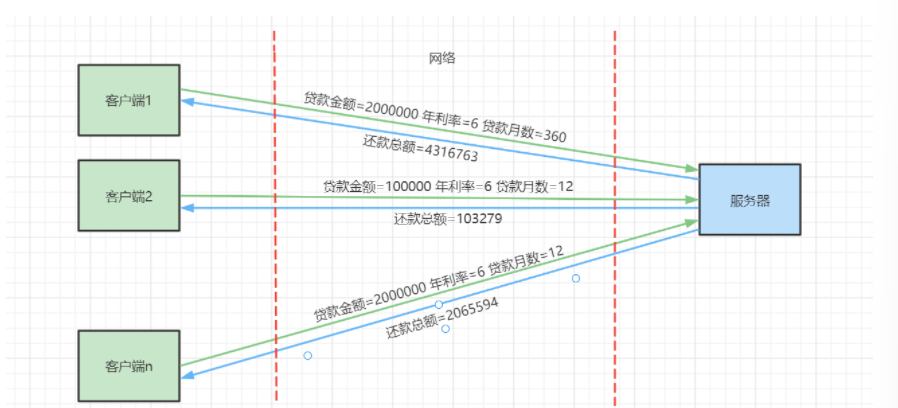 网络
客户端1
贷款金额=2000000 年利率=6 贷款月数=360
还款总额=4316763
客户端2
贷款金额=100000 年利率=6 贷款月数=12
还款总额=103279
服务器
贷款金额=2000000 年利率=6 贷款月数=12
还款总额=2065594
客户端n